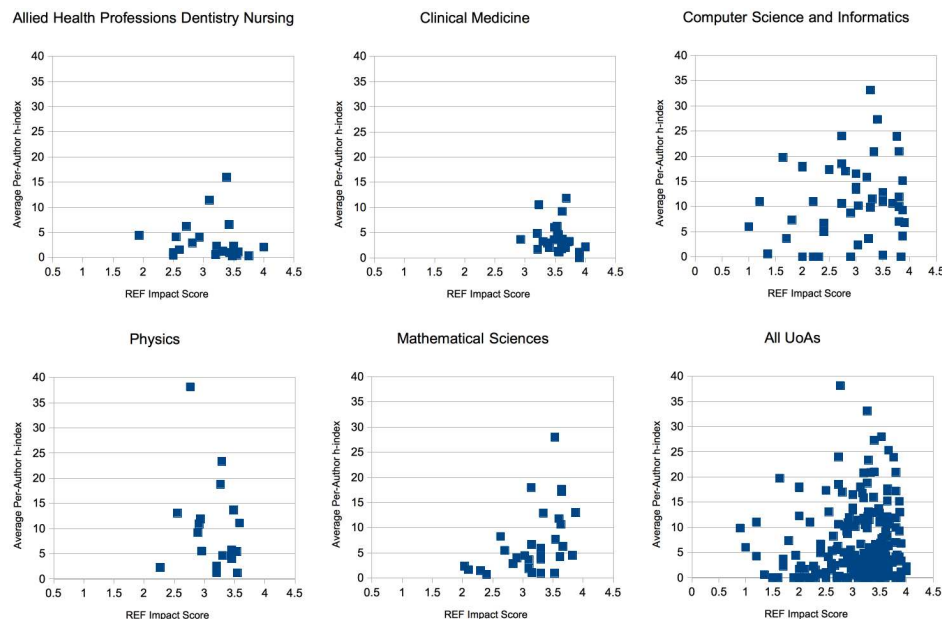 Allied Health Professions Dentistry Nursing
Average Per-Author h-index
40
35
30
25
20
15
10
5
0
0.5 1 1.5 2 2.5 3 3.5 4 4.5
REF Impact Score
Clinical Medicine
Average Per-Author h-index
40
35
30
25
20
15
10
5
0
0.5 1 1.5 2 2.5 3 3.5 4 4.5
REF Impact Score
Computer Science and Informatics
Average Per-Author h-index
40
35
30
25
20
15
10
5
0
0 0.5 1 1.5 2 2.5 3 3.5 4 4.5
REF Impact Score
Physics
Average Per-Author h-index
40
35
30
25
20
15
10
5
0
0.5 1 1.5 2 2.5 3 3.5 4 4.5
REF Impact Score
Mathematical Sciences
Average Per-Author h-index
40
35
30
25
20
15
10
5
0
0.5 1 1.5 2 2.5 3 3.5 4 4.5
REF Impact Score
All UoAs
Average Per-Author h-index
40
35
30
25
20
15
10
5
0
0 0.5 1 1.5 2 2.5 3 3.5 4 4.5
REF Impact Score